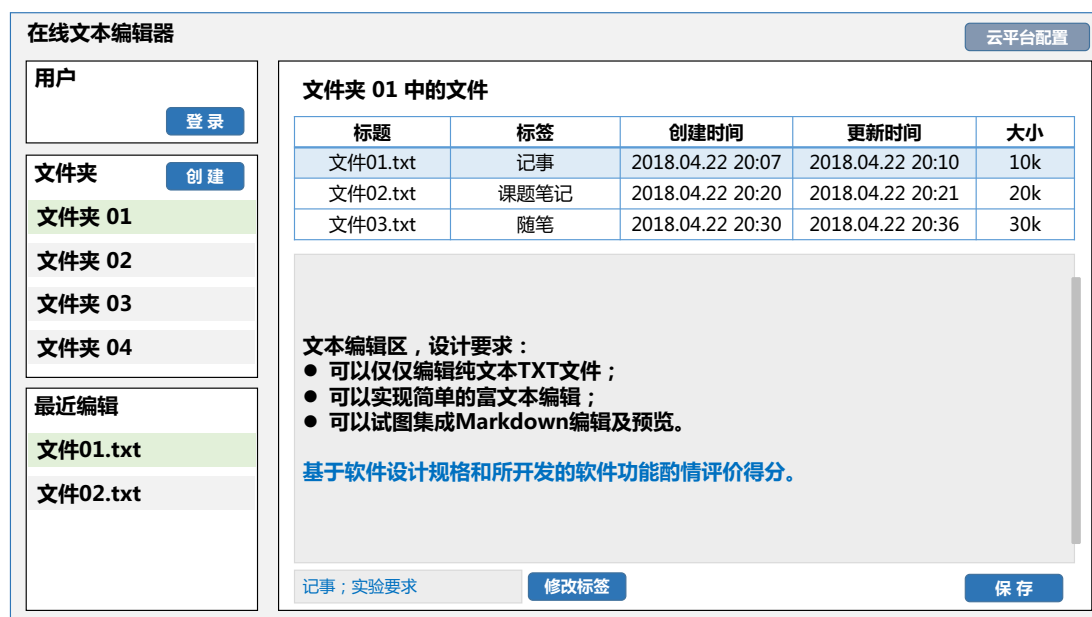 在线文本编辑器
云平台配置
用户
登 录
文件夹
创 建
文件夹 01
文件夹 02
文件夹 03
文件夹 04
最近编辑
文件01.txt
文件02.txt
文件夹 01 中的文件
标题 标签 创建时间 更新时间 大小
文件01.txt 记事 2018.04.22 20:07 2018.04.22 20:10 10k
文件02.txt 课题笔记 2018.04.22 20:20 2018.04.22 20:21 20k
文件03.txt 随笔 2018.04.22 20:30 2018.04.22 20:36 30k
文本编辑区，设计要求：
● 可以仅仅编辑纯文本TXT文件；
● 可以实现简单的富文本编辑；
● 可以试图集成Markdown编辑及预览。
基于软件设计规格和所开发的软件功能酌情评价得分。
记事；实验要求
修改标签
保 存